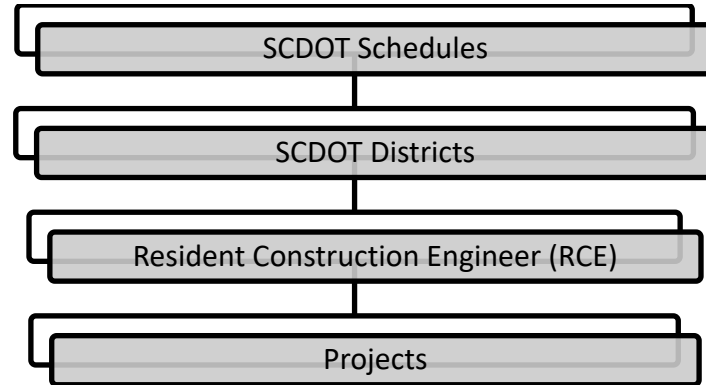 SCDOT Schedules
SCDOT Districts
Resident Construction Engineer (RCE)
Projects